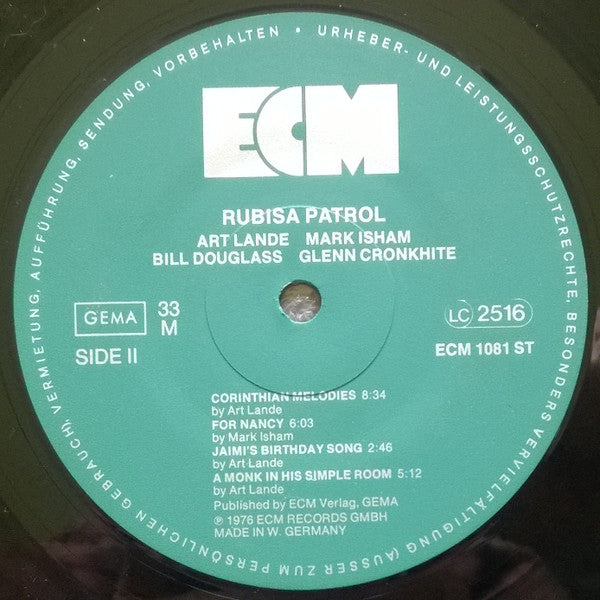 URHEBER- UND LEISTUNGSSCHUTZRECHTE, BESONDERS VERVIELFÄLTIGUNG (AUSSER ZUM PERSÖNLICHEN GEBRAUCH), VERMIETUNG, AUFFÜHRUNG, SENDUNG, VORBEHALTEN •
ECM
RUBISA PATROL
ART LANDE MARK ISHAM
BILL DOUGLASS GLENN CRONKHITE
GEMA 33 M
LC 2516
SIDE II
ECM 1081 ST
CORINTHIAN MELODIES 8:34
by Art Lande
FOR NANCY 6:03
by Mark Isham
JAIMI'S BIRTHDAY SONG 2:46
by Art Lande
A MONK IN HIS SIMPLE ROOM 5:12
by Art Lande
Published by ECM Verlag, GEMA
℗ 1976 ECM RECORDS GMBH
MADE IN W. GERMANY